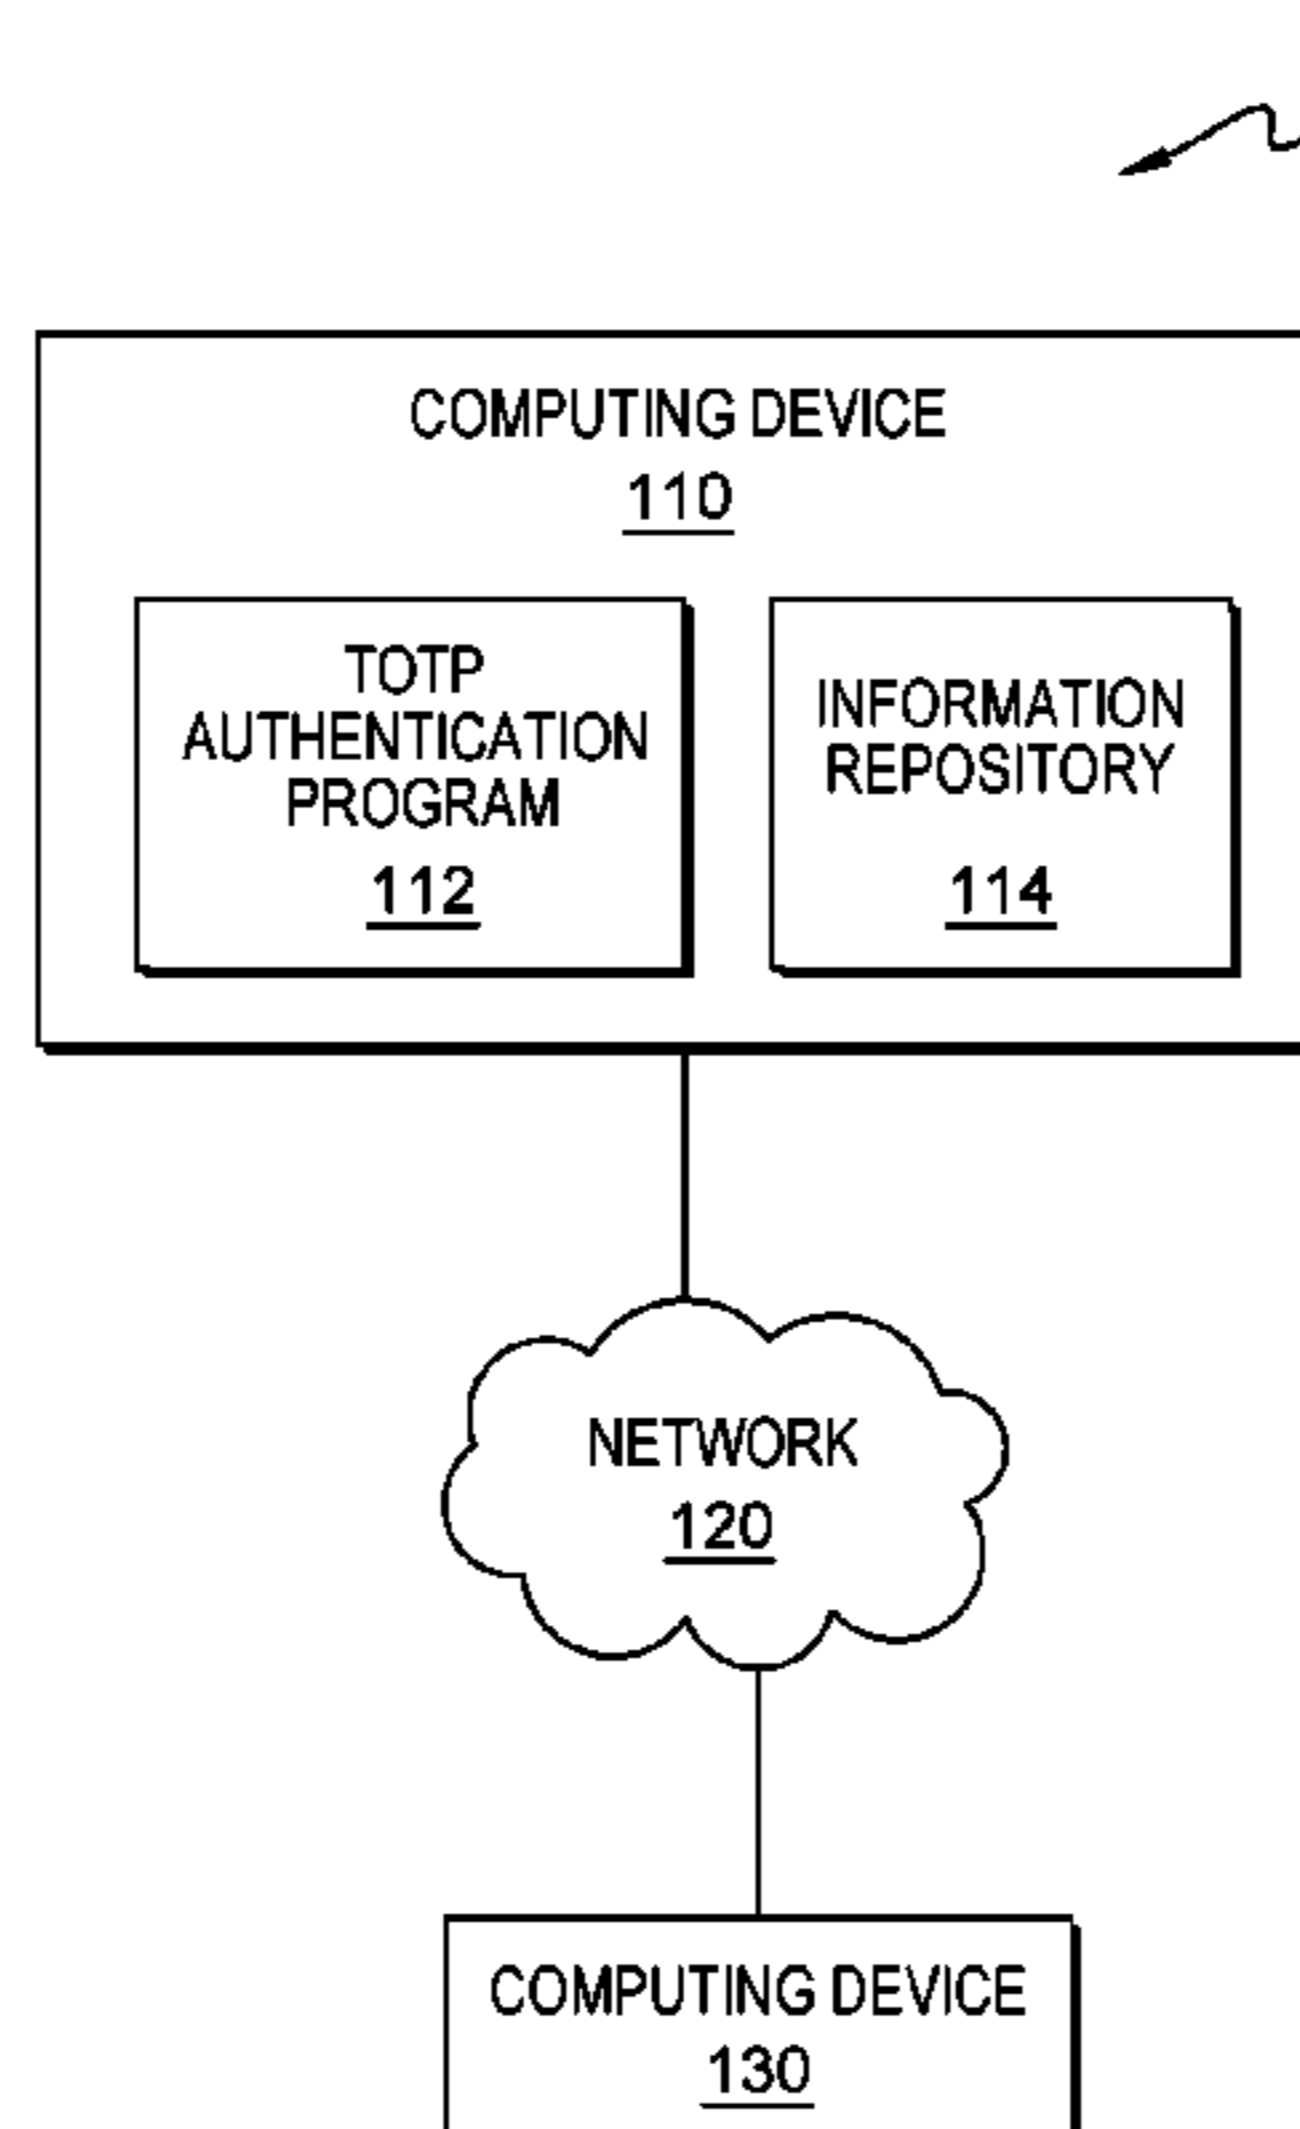 COMPUTING DEVICE
110
TOTP
AUTHENTICATION
PROGRAM
112
INFORMATION
REPOSITORY
114
NETWORK
120
COMPUTING DEVICE
130